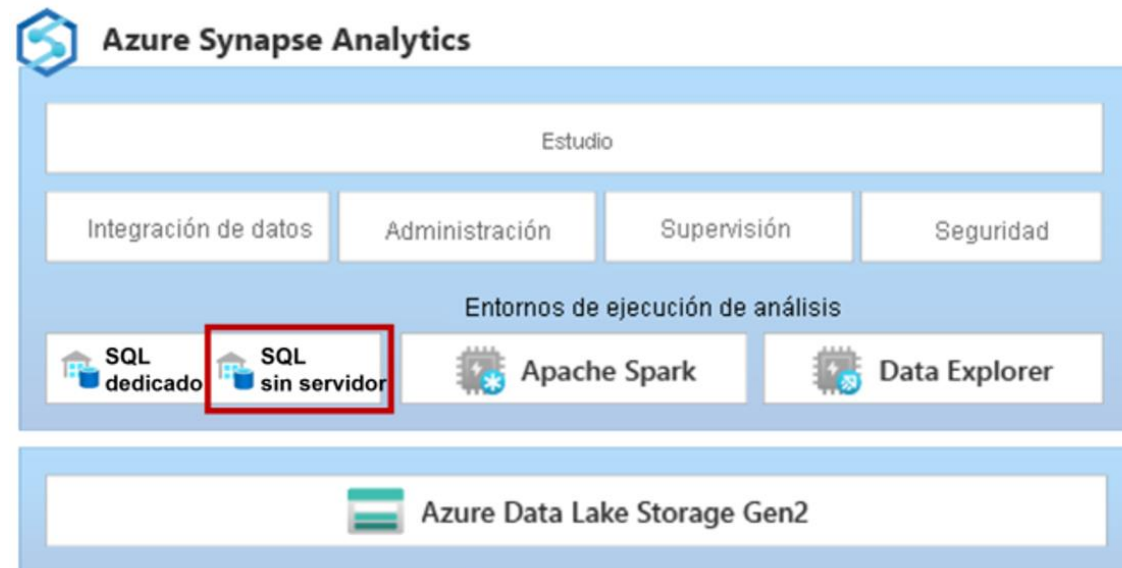 Azure Synapse Analytics
Estudio
Integración de datos
Administración
Supervisión
Seguridad
Entornos de ejecución de análisis
SQL
dedicado
SQL
sin servidor
Apache Spark
Data Explorer
Azure Data Lake Storage Gen2